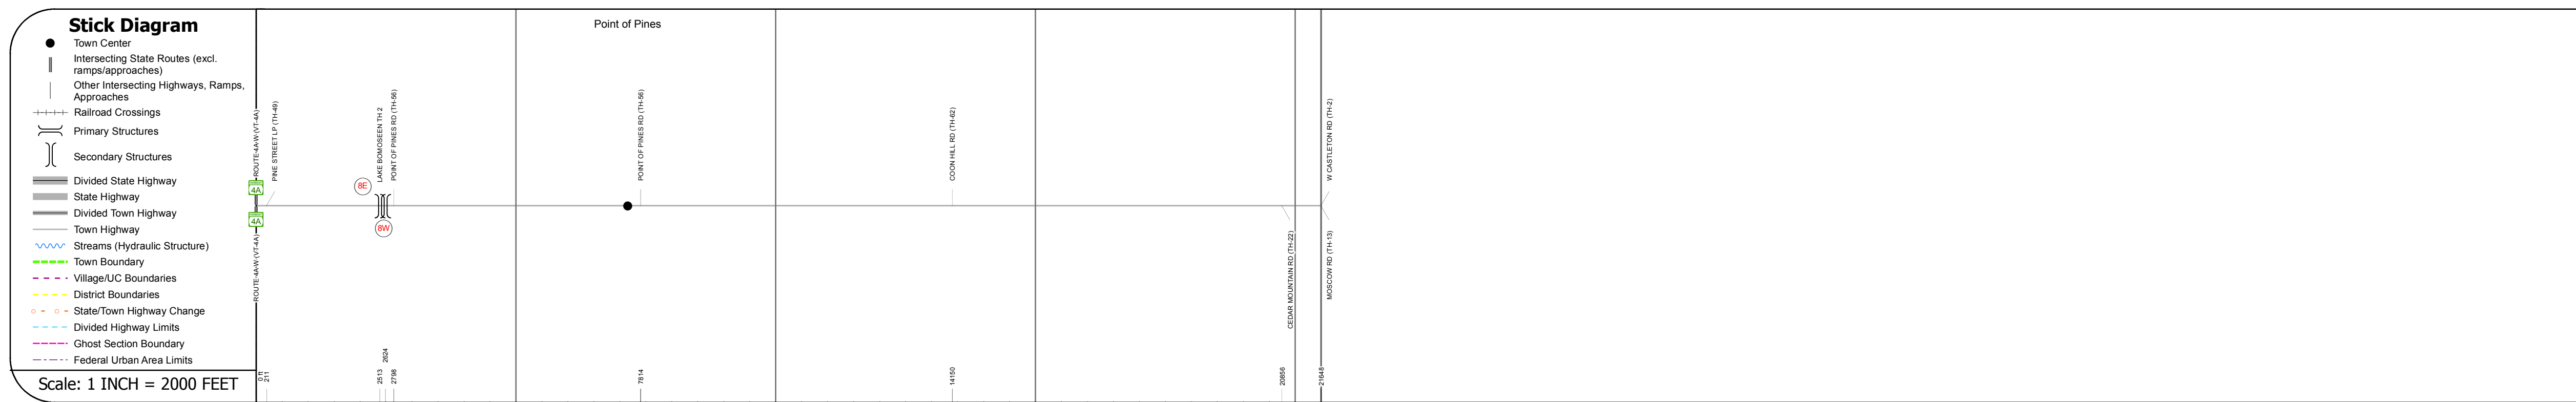 Stick Diagram
Town Center
Intersecting State Routes (excl.
ramps/approaches)
Other Intersecting Highways, Ramps,
Approaches
Railroad Crossings
Primary Structures
Secondary Structures
Divided State Highway
State Highway
Divided Town Highway
Town Highway
Streams (Hydraulic Structure)
Town Boundary
Village/UC Boundaries
District Boundaries
State/Town Highway Change
Divided Highway Limits
Ghost Section Boundary
Federal Urban Area Limits
Scale: 1 INCH = 2000 FEET
Point of Pines
ROUTE-4A-W (VT-4A)
PINE STREET LP (TH-49)
LAKE BOMOSEEN TH 2
POINT OF PINES RD (TH-56)
POINT OF PINES RD (TH-56)
COON HILL RD (TH-62)
W CASTLETON RD (TH-2)
4A
8E
4A
8W
ROUTE-4A-W (VT-4A)
CEDAR MOUNTAIN RD (TH-22)
MOSCOW RD (TH-13)
0 ft
211
2513
2624
2798
7814
14150
20856
21648